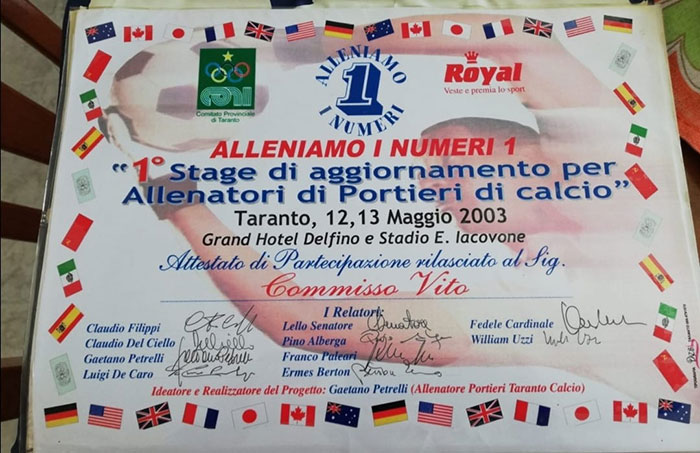 CONI
Comitato Provinciale
di Taranto
ALLENIAMO
1
I NUMERI
Royal
Veste e premia lo sport
ALLENIAMO I NUMERI 1
“1° Stage di aggiornamento per
Allenatori di Portieri di calcio”
Taranto, 12,13 Maggio 2003
Grand Hotel Delfino e Stadio E. Iacovone
Attestato di Partecipazione rilasciato al Sig.
Commisso Vito
I Relatori:
Claudio Filippi
Claudio Del Ciello
Gaetano Petrelli
Luigi De Caro
Lello Senatore
Pino Alberga
Franco Paleari
Ermes Berton
Fedele Cardinale
William Uzzi
Ideatore e Realizzatore del Progetto: Gaetano Petrelli (Allenatore Portieri Taranto Calcio)